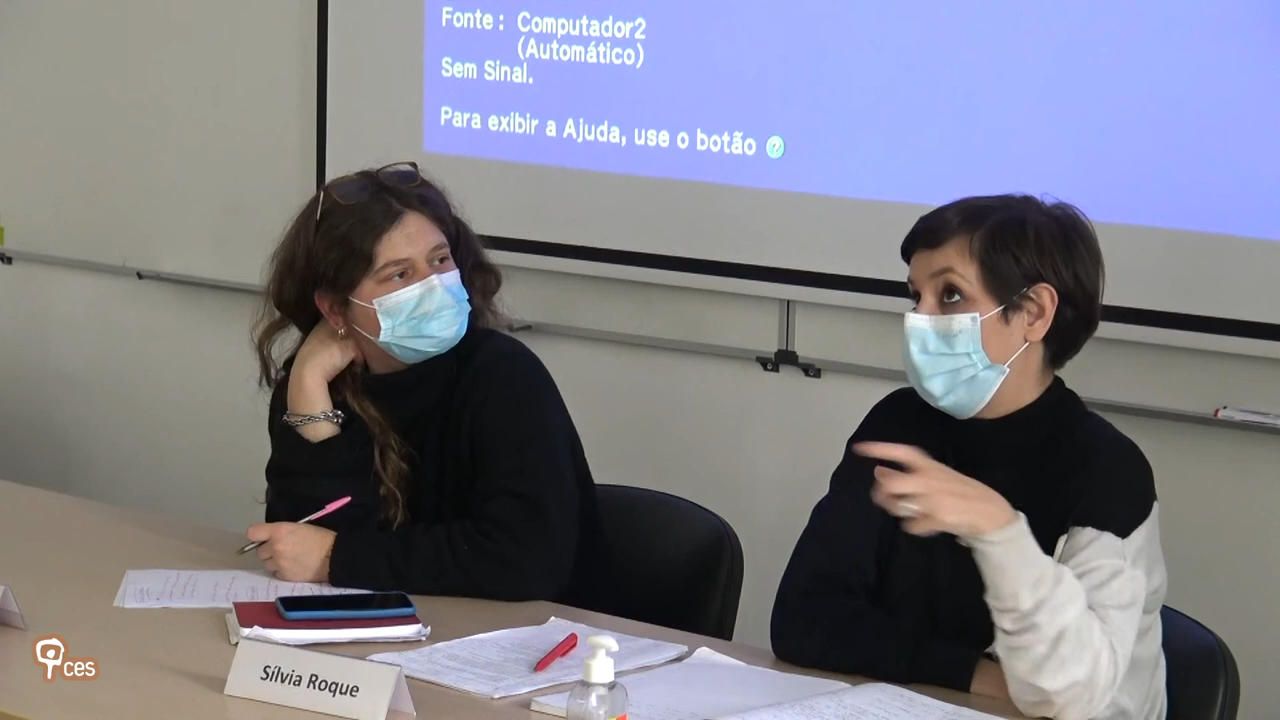 Fonte: Computador2
(Automático)
Sem Sinal.
Para exibir a Ajuda, use o botão ?
Sílvia Roque
ces